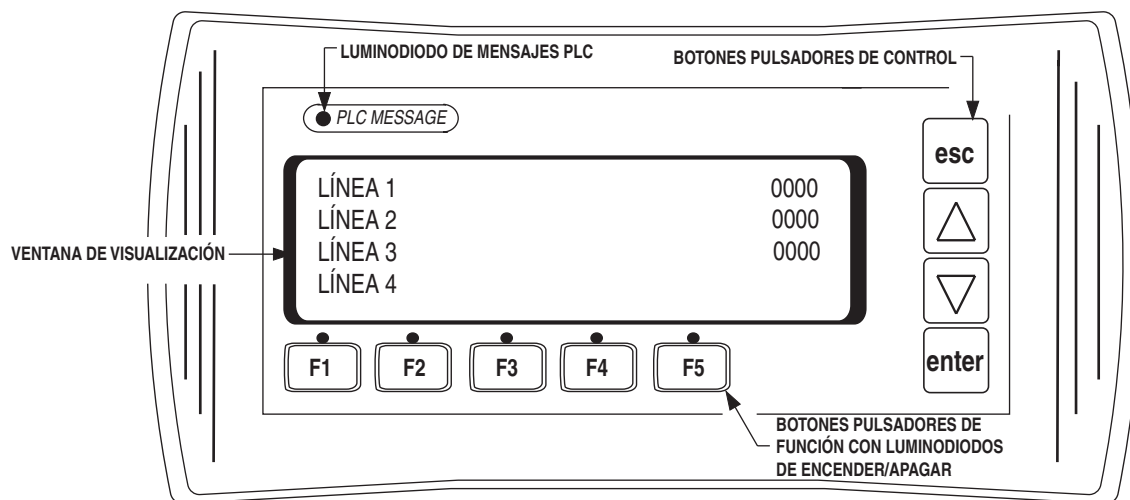 LUMINODIODO DE MENSAJES PLC
BOTONES PULSADORES DE CONTROL
PLC MESSAGE
esc
LÍNEA 1 0000
LÍNEA 2 0000
LÍNEA 3 0000
LÍNEA 4
VENTANA DE VISUALIZACIÓN
enter
F1 F2 F3 F4 F5
BOTONES PULSADORES DE
FUNCIÓN CON LUMINODIODOS
DE ENCENDER/APAGAR